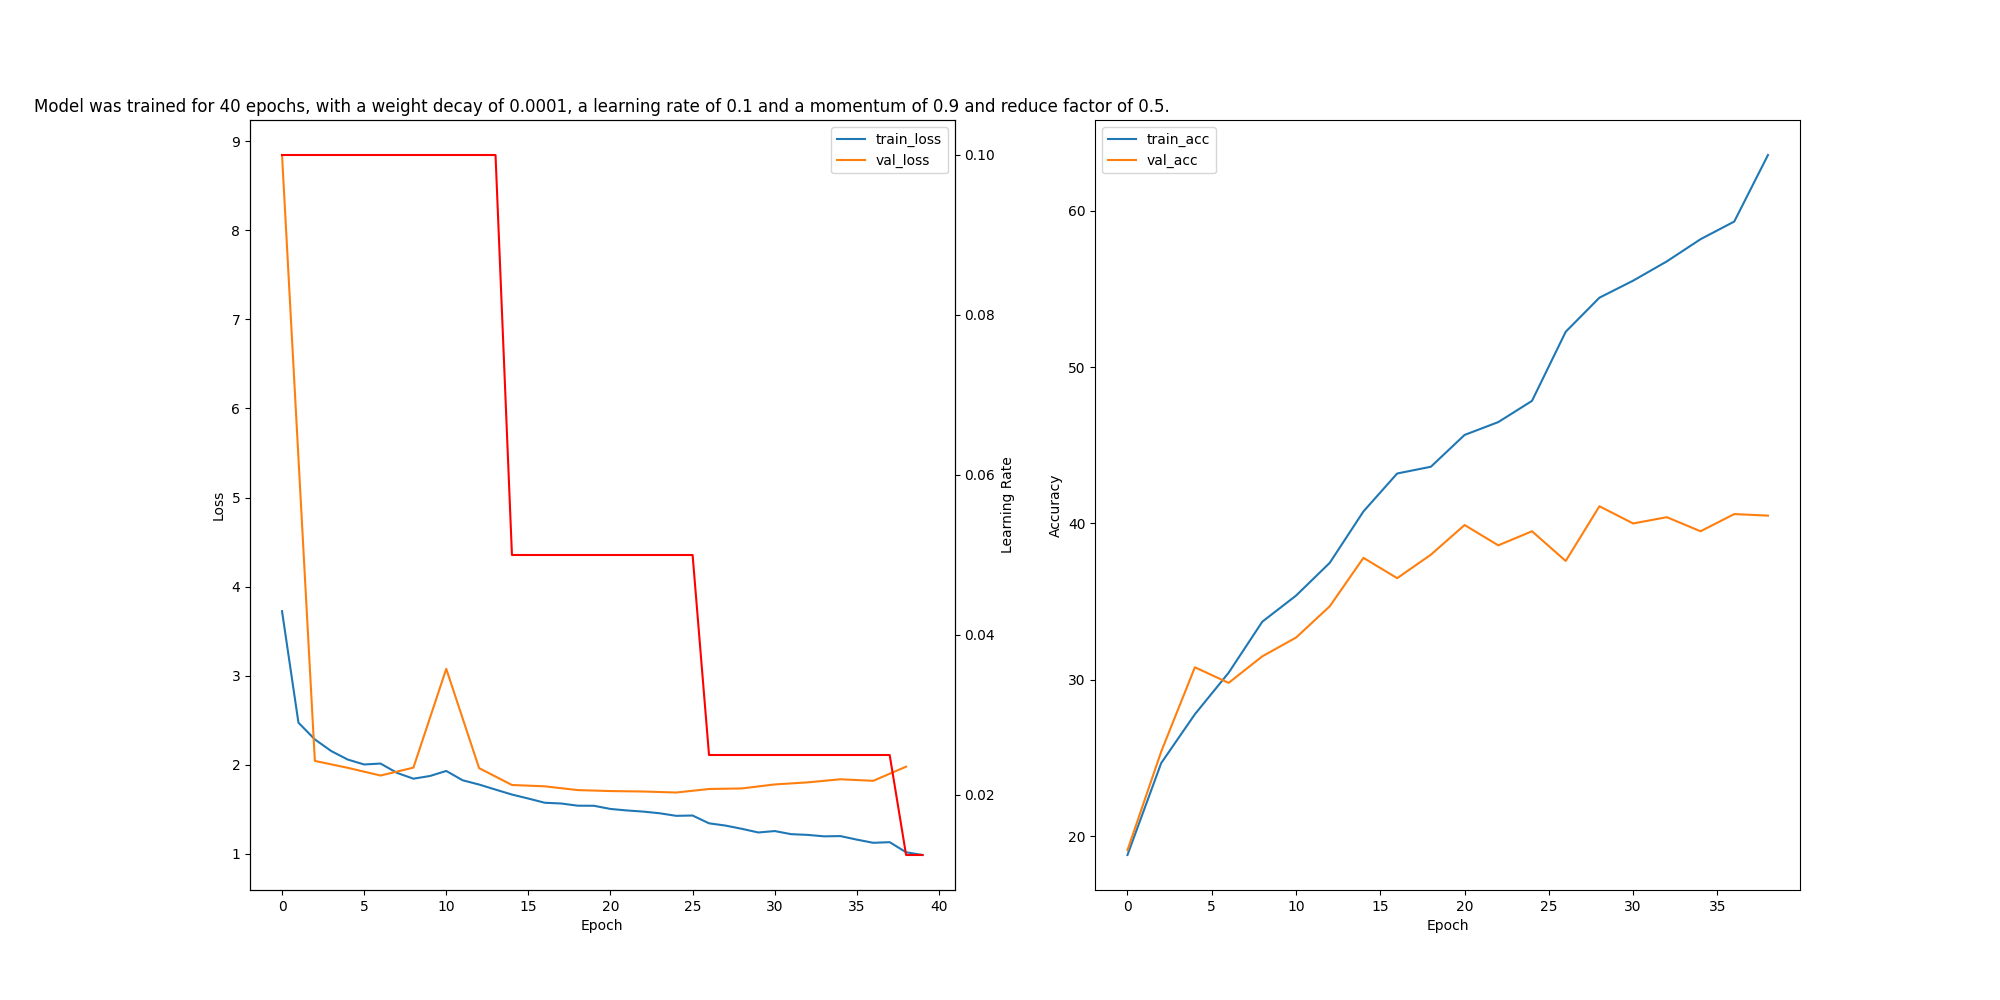 Model was trained for 40 epochs, with a weight decay of 0.0001, a learning rate of 0.1 and a momentum of 0.9 and reduce factor of 0.5.
train_loss
val_loss
9
8
7
6
5
4
3
2
1
Loss
0.10
0.08
0.06
0.04
0.02
Learning Rate
0 5 10 15 20 25 30 35 40
Epoch
train_acc
val_acc
60
50
40
30
20
Accuracy
0 5 10 15 20 25 30 35
Epoch